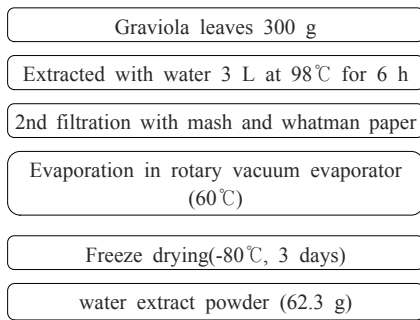 Graviola leaves 300 g
Extracted with water 3 L at 98℃ for 6 h
2nd filtration with mash and whatman paper
Evaporation in rotary vacuum evaporator
(60℃)
Freeze drying(-80℃, 3 days)
water extract powder (62.3 g)